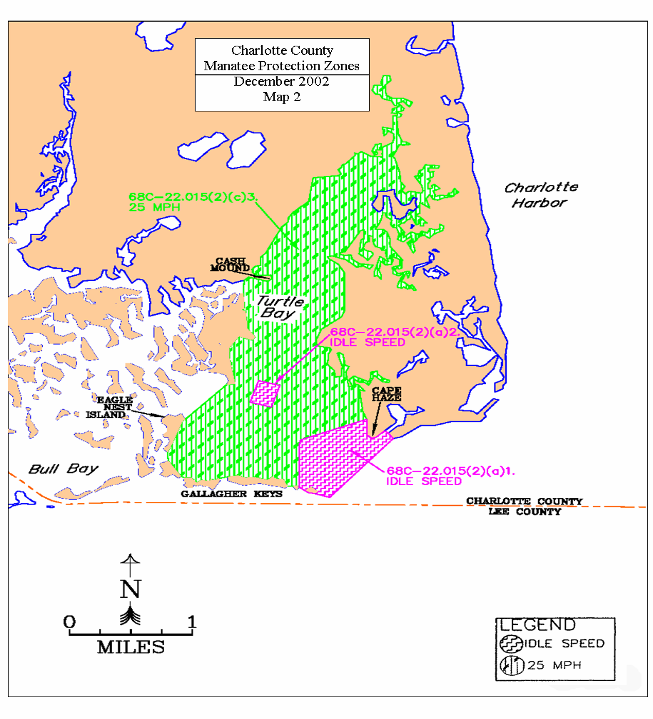 Charlotte County
Manatee Protection Zones
December 2002
Map 2
Charlotte
Harbor
68C-22.015(2)(c)3.
25 MPH
CASH
MOUND
Turtle
Bay
68C-22.015(2)(a)2.
IDLE SPEED
EAGLE
NEST
ISLAND
CAPE
HAZE
Bull Bay
68C-22.015(2)(a)1.
IDLE SPEED
GALLAGHER KEYS
CHARLOTTE COUNTY
LEE COUNTY
N
0 1
MILES
LEGEND
IDLE SPEED
25 MPH